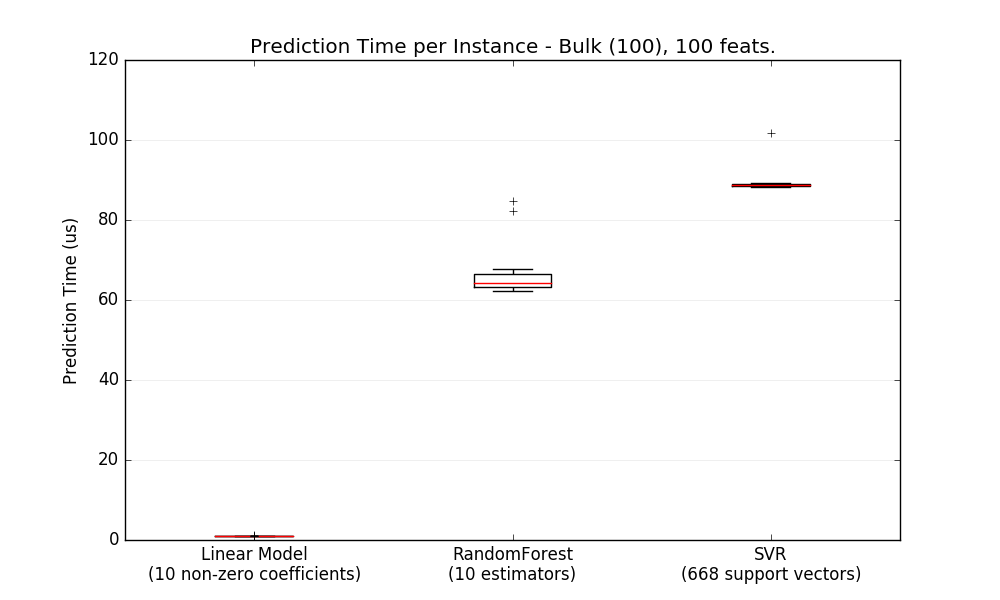 Prediction Time per Instance - Bulk (100), 100 feats.
120
100
80
60
40
20
0
Prediction Time (us)
Linear Model
(10 non-zero coefficients)
RandomForest
(10 estimators)
SVR
(668 support vectors)